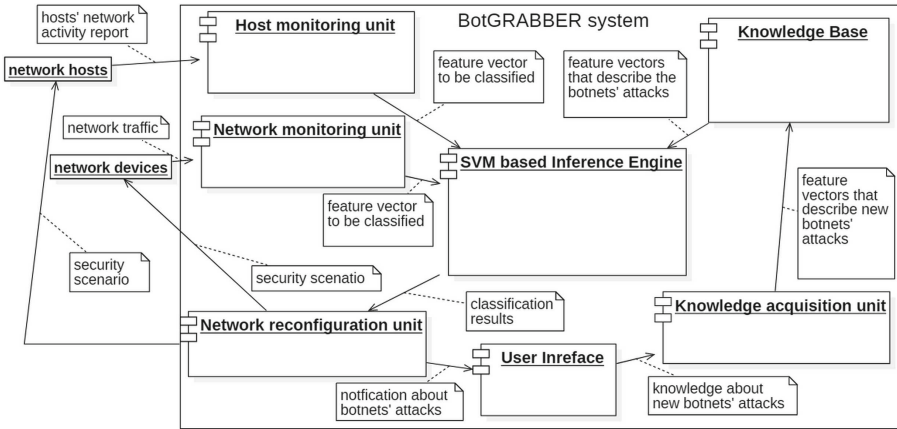 hosts' network
activity report
BotGRABBER system
Host monitoring unit
Knowledge Base
network hosts
feature vector
to be classified
feature vectors
that describe the
botnets' attacks
network traffic
Network monitoring unit
network devices
SVM based Inference Engine
feature vector
to be classified
feature
vectors that
describe new
botnets'
attacks
security
scenario
security scenatio
classification
results
Network reconfiguration unit
Knowledge acquisition unit
User Inreface
notfication about
botnets' attacks
knowledge about
new botnets' attacks